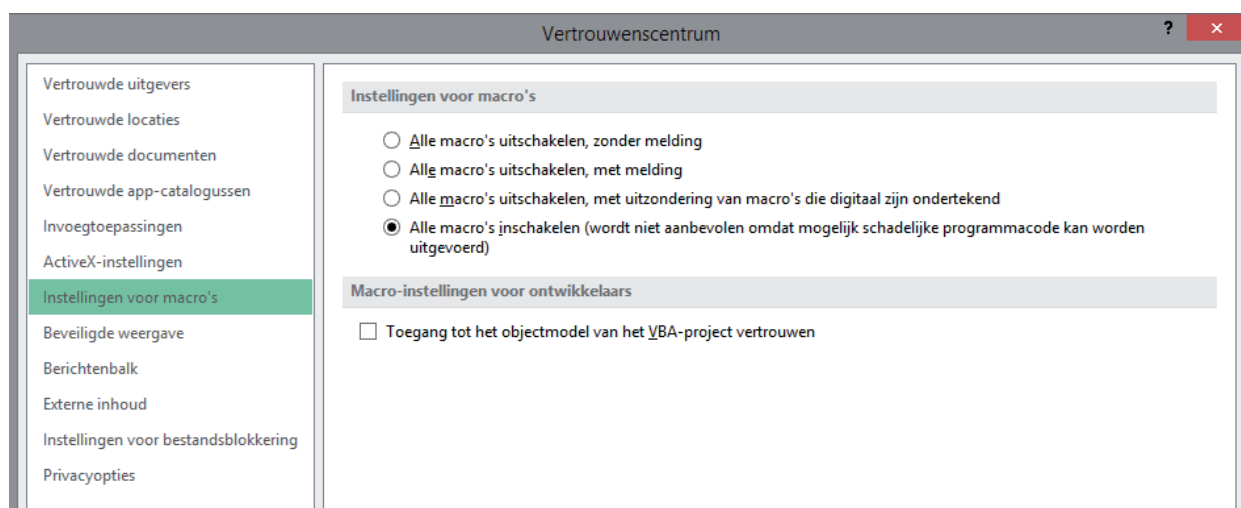 Vertrouwenscentrum
? ×
Vertrouwde uitgevers
Vertrouwde locaties
Vertrouwde documenten
Vertrouwde app-catalogussen
Invoegtoepassingen
ActiveX-instellingen
Instellingen voor macro's
Beveiligde weergave
Berichtenbalk
Externe inhoud
Instellingen voor bestandsblokkering
Privacyopties
Instellingen voor macro's
Alle macro's uitschakelen, zonder melding
Alle macro's uitschakelen, met melding
Alle macro's uitschakelen, met uitzondering van macro's die digitaal zijn ondertekend
Alle macro's inschakelen (wordt niet aanbevolen omdat mogelijk schadelijke programmacode kan worden
uitgevoerd)
Macro-instellingen voor ontwikkelaars
Toegang tot het objectmodel van het VBA-project vertrouwen